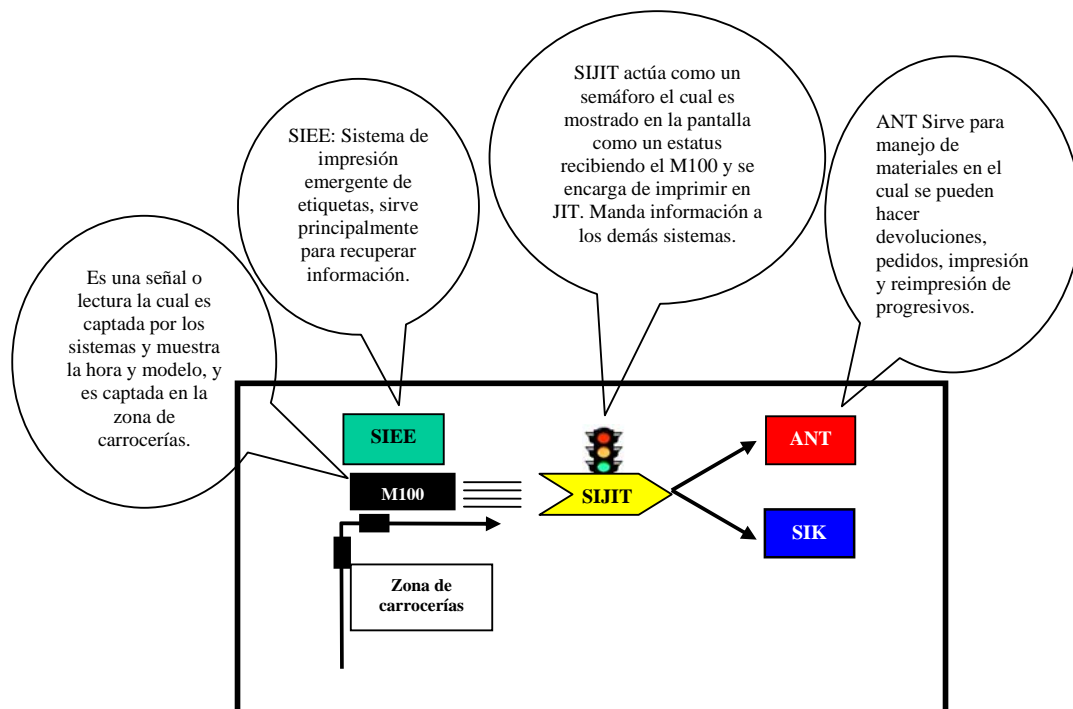 SIJIT actúa como un
semáforo el cual es
mostrado en la pantalla
como un estatus
recibiendo el M100 y se
encarga de imprimir en
JIT. Manda información a
los demás sistemas.
ANT Sirve para
manejo de
materiales en el
cual se pueden
hacer
devoluciones,
pedidos, impresión
y reimpresión de
progresivos.
SIEE: Sistema de
impresión
emergente de
etiquetas, sirve
principalmente
para recuperar
información.
Es una señal o
lectura la cual es
captada por los
sistemas y muestra
la hora y modelo, y
es captada en la
zona de
carrocerías.
SIEE
M100
SIJIT
ANT
SIK
Zona de
carrocerías